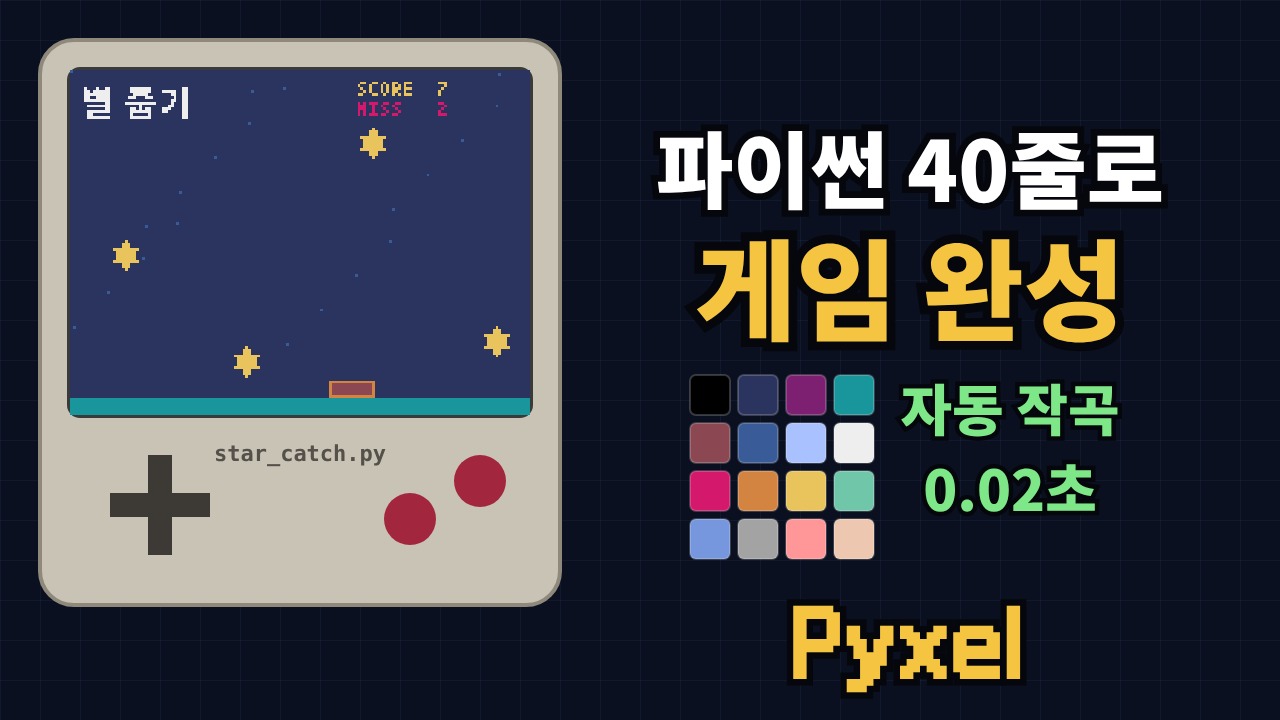 별 줍기
SCORE 7
MISS 2
star_catch.py
파이썬 40줄로
게임 완성
자동 작곡
0.02초
Pyxel